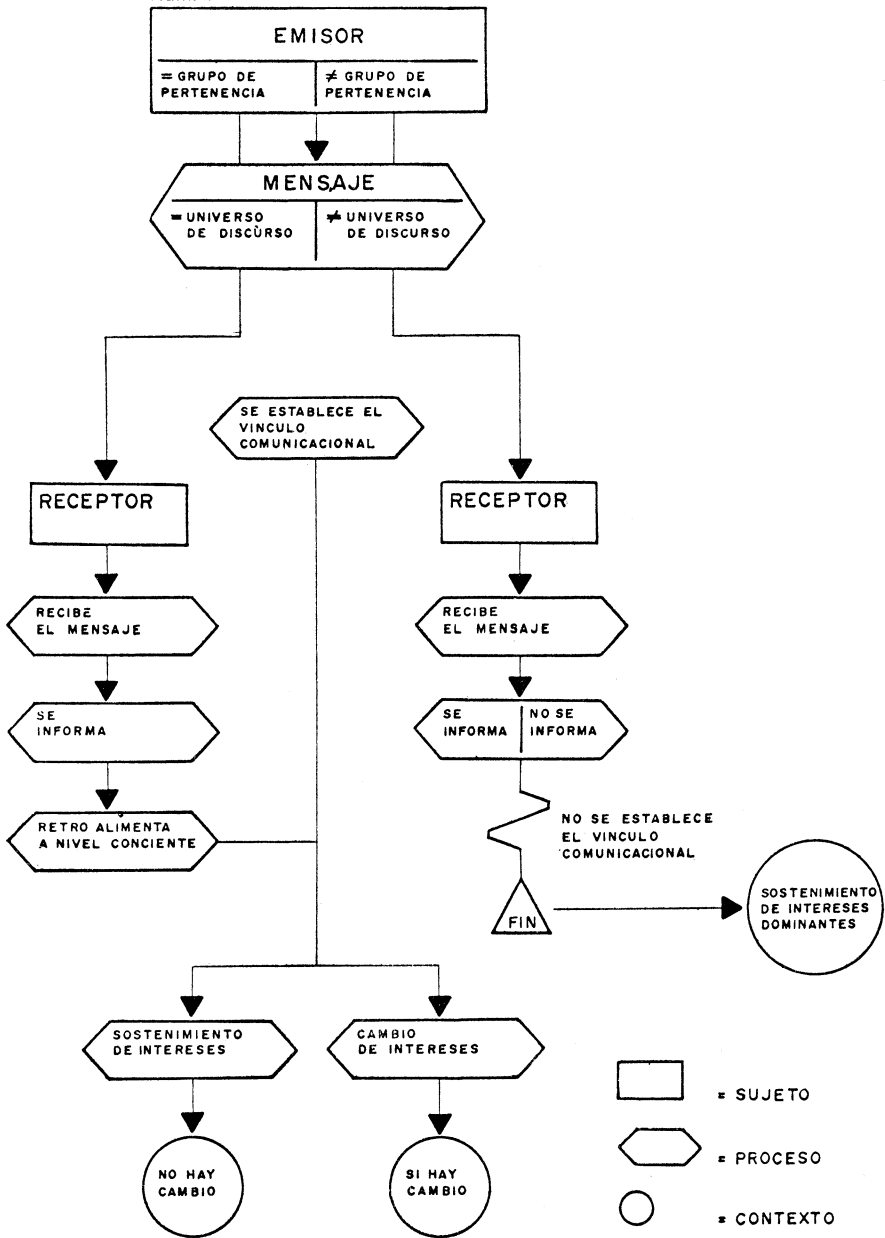 EMISOR
= GRUPO DE
PERTENENCIA
≠ GRUPO DE
PERTENENCIA
MENSAJE
= UNIVERSO
DE DISCÙRSO
≠ UNIVERSO
DE DISCURSO
SE ESTABLECE EL
VINCULO
COMUNICACIONAL
RECEPTOR
RECIBE
EL MENSAJE
SE
INFORMA
RETRO ALIMENTA
A NIVEL CONCIENTE
RECEPTOR
RECIBE
EL MENSAJE
SE
INFORMA
NO SE
INFORMA
NO SE ESTABLECE
EL VINCULO
COMUNICACIONAL
FIN
SOSTENIMIENTO
DE INTERESES
DOMINANTES
SOSTENIMIENTO
DE INTERESES
CAMBIO
DE INTERESES
NO HAY
CAMBIO
SI HAY
CAMBIO
= SUJETO
= PROCESO
= CONTEXTO